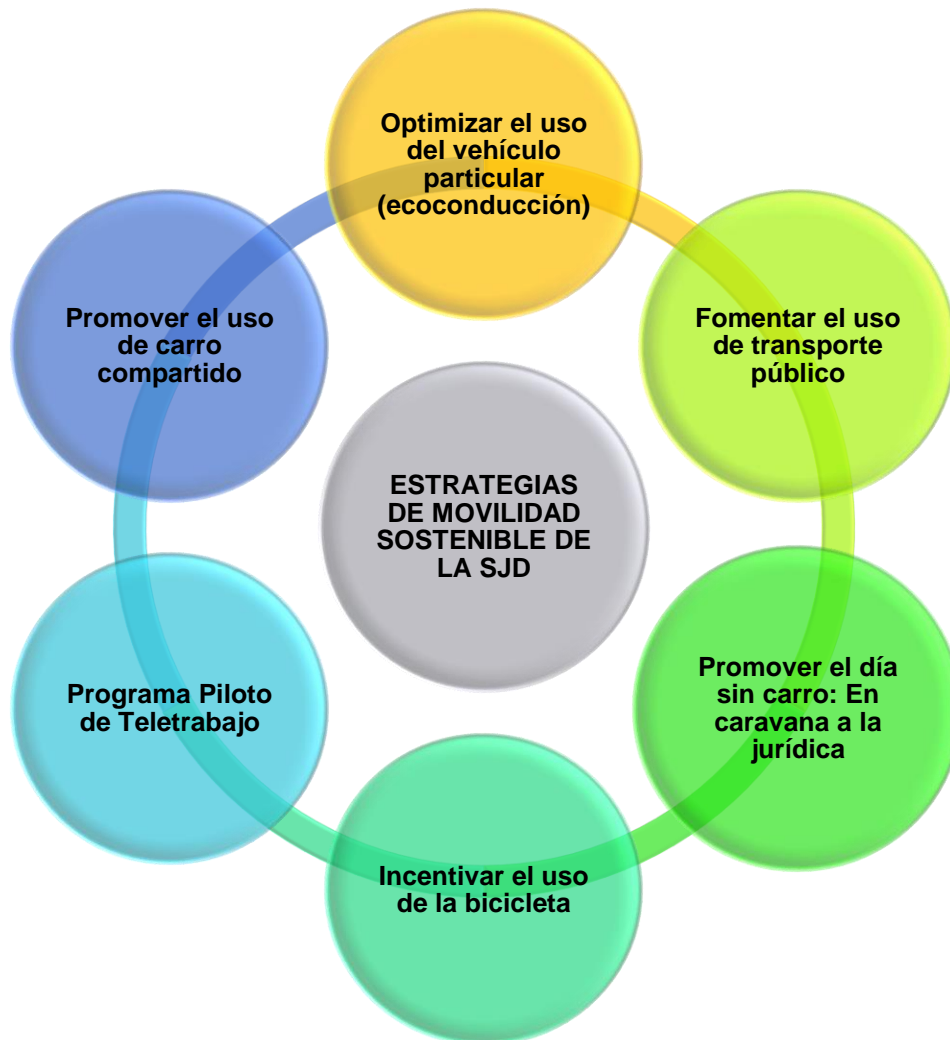 Optimizar el uso
del vehículo
particular
(ecoconducción)
Fomentar el uso
de transporte
público
Promover el día
sin carro: En
caravana a la
jurídica
Incentivar el uso
de la bicicleta
Programa Piloto
de Teletrabajo
Promover el uso
de carro
compartido
ESTRATEGIAS
DE MOVILIDAD
SOSTENIBLE DE
LA SJD